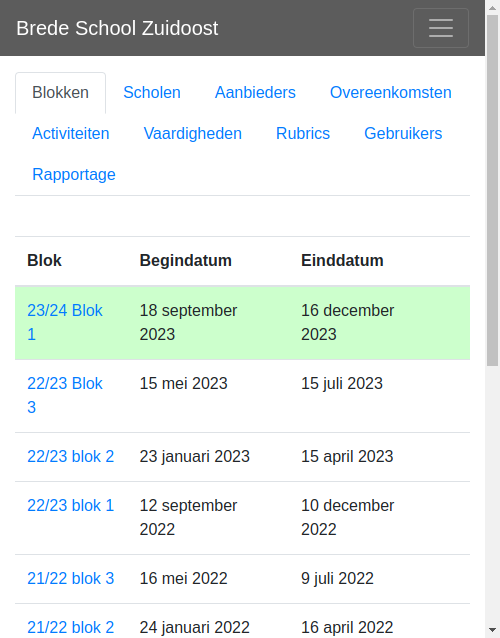 Brede School Zuidoost
Blokken Scholen Aanbieders Overeenkomsten
Activiteiten Vaardigheden Rubrics Gebruikers
Rapportage
Blok Begindatum Einddatum
23/24 Blok 18 september 16 december
1 2023 2023
22/23 Blok 15 mei 2023 15 juli 2023
3
22/23 blok 2 23 januari 2023 15 april 2023
22/23 blok 1 12 september 10 december
2022 2022
21/22 blok 3 16 mei 2022 9 juli 2022
21/22 blok 2 24 januari 2022 16 april 2022